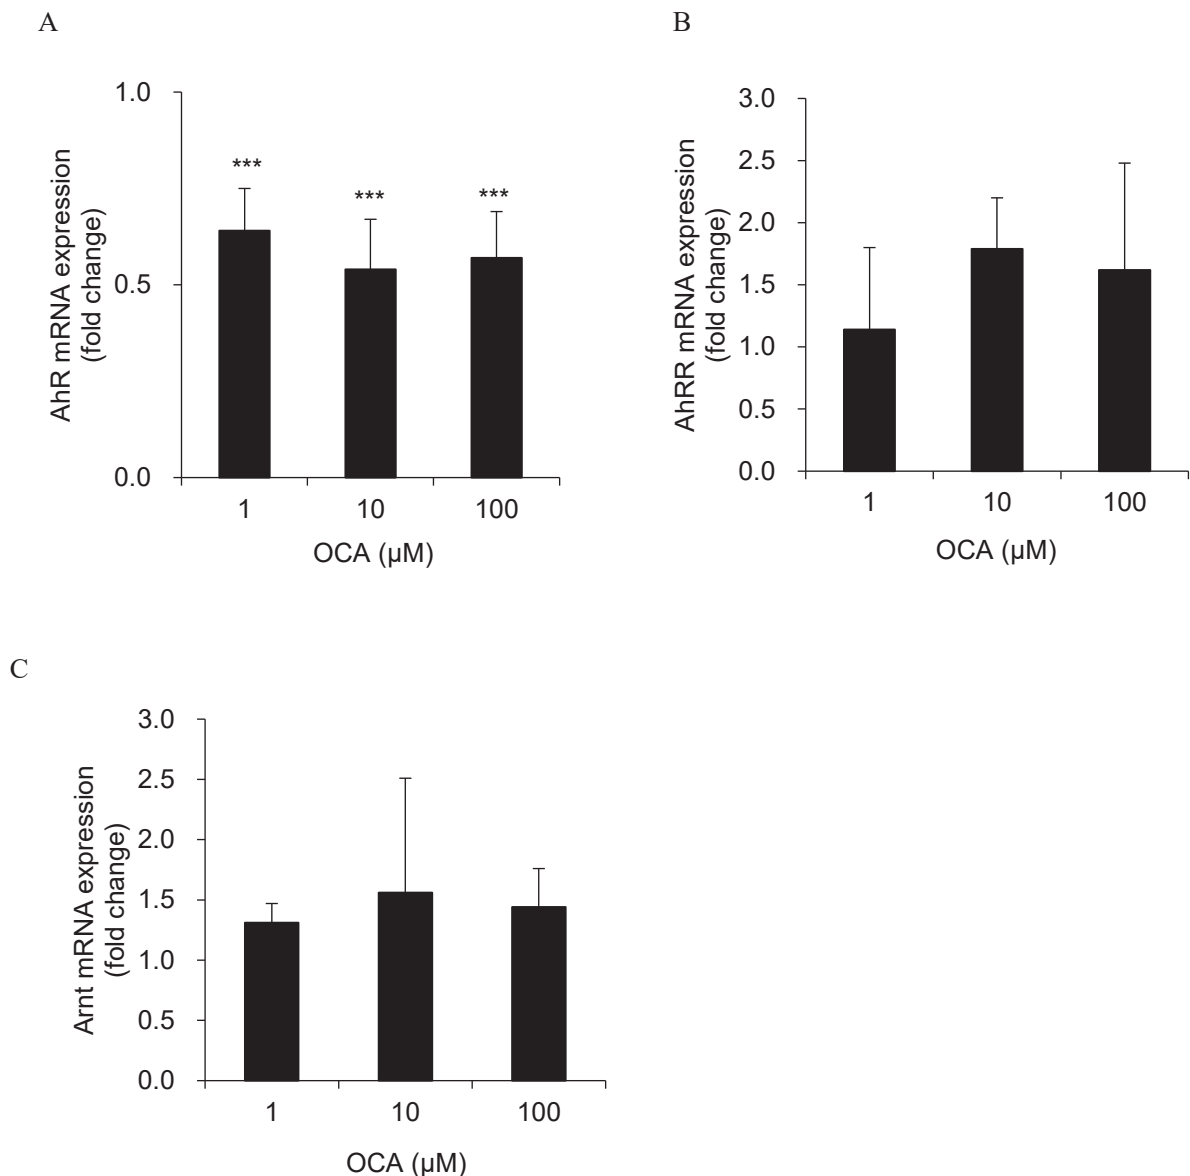 A
AhR mRNA expression
(fold change)
1.0
0.5
0.0
***
***
***
1 10 100
OCA (µM)
B
AhRR mRNA expression
(fold change)
3.0
2.5
2.0
1.5
1.0
0.5
0.0
1 10 100
OCA (µM)
C
Arnt mRNA expression
(fold change)
3.0
2.5
2.0
1.5
1.0
0.5
0.0
1 10 100
OCA (µM)